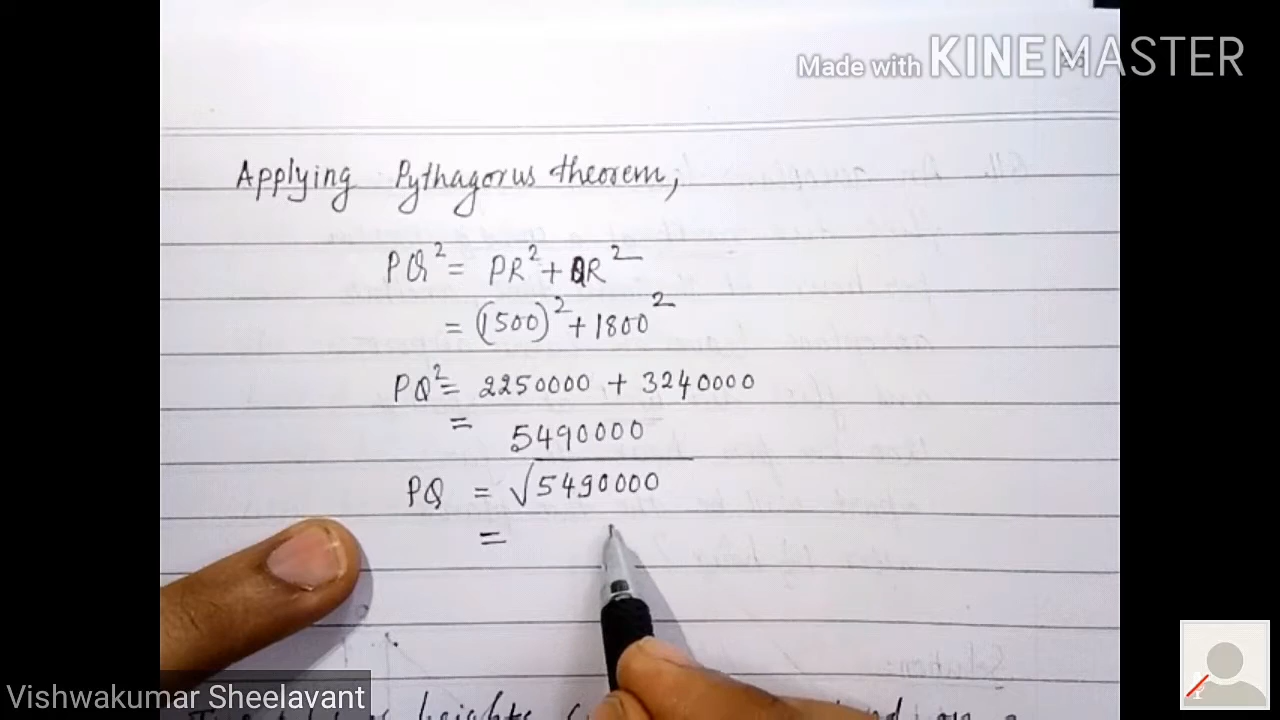 Made with KINEMASTER
Applying Pythagorus theorem,
PQ² = PR² + QR²
= (1500)² + 1800²
PQ² = 2250000 + 3240000
= 5490000
PQ = √5490000
=
Vishwakumar Sheelavant
heights